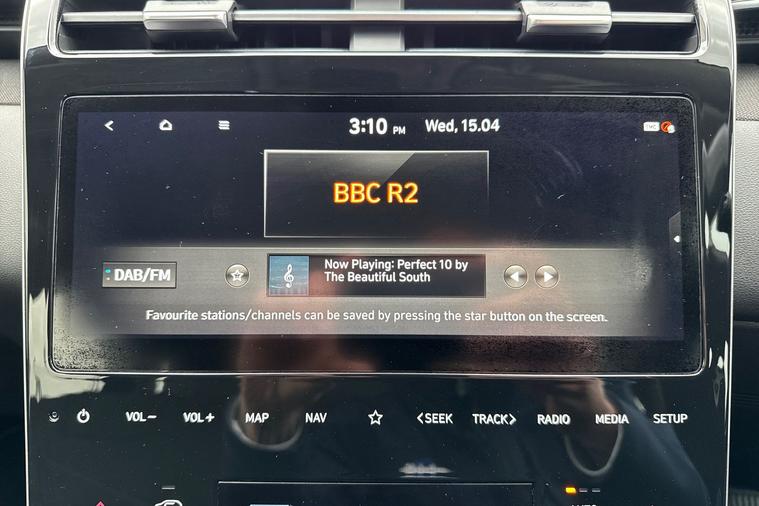 3:10 PM Wed, 15.04
BBC R2
DAB/FM
Now Playing: Perfect 10 by
The Beautiful South
Favourite stations/channels can be saved by pressing the star button on the screen.
VOL− VOL+ MAP NAV <SEEK TRACK> RADIO MEDIA SETUP